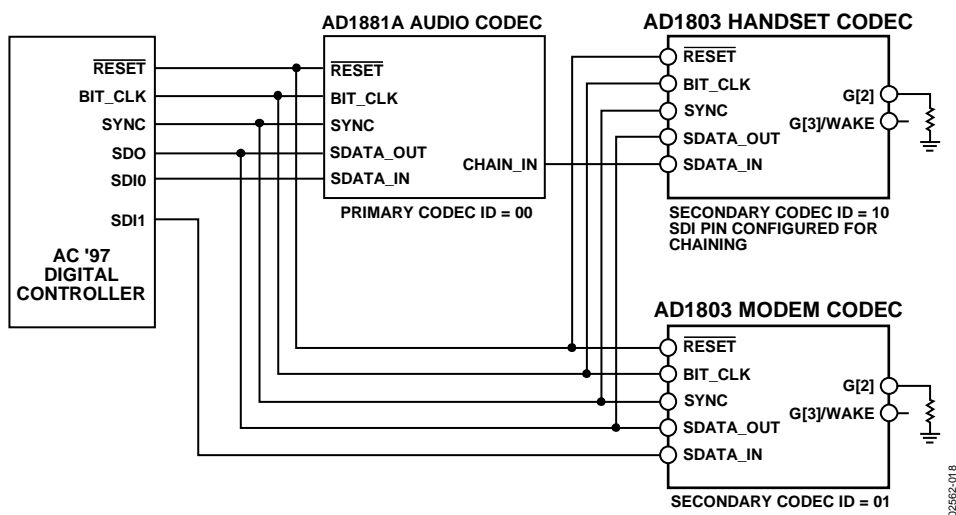 AD1881A AUDIO CODEC
AD1803 HANDSET CODEC
RESET
BIT_CLK
SYNC
SDO
SDI0
SDI1
AC '97
DIGITAL
CONTROLLER
RESET
BIT_CLK
SYNC
SDATA_OUT
SDATA_IN
CHAIN_IN
PRIMARY CODEC ID = 00
RESET
BIT_CLK
SYNC
SDATA_OUT
SDATA_IN
G[2]
G[3]/WAKE
SECONDARY CODEC ID = 10
SDI PIN CONFIGURED FOR
CHAINING
AD1803 MODEM CODEC
RESET
BIT_CLK
SYNC
SDATA_OUT
SDATA_IN
G[2]
G[3]/WAKE
SECONDARY CODEC ID = 01
02562-018